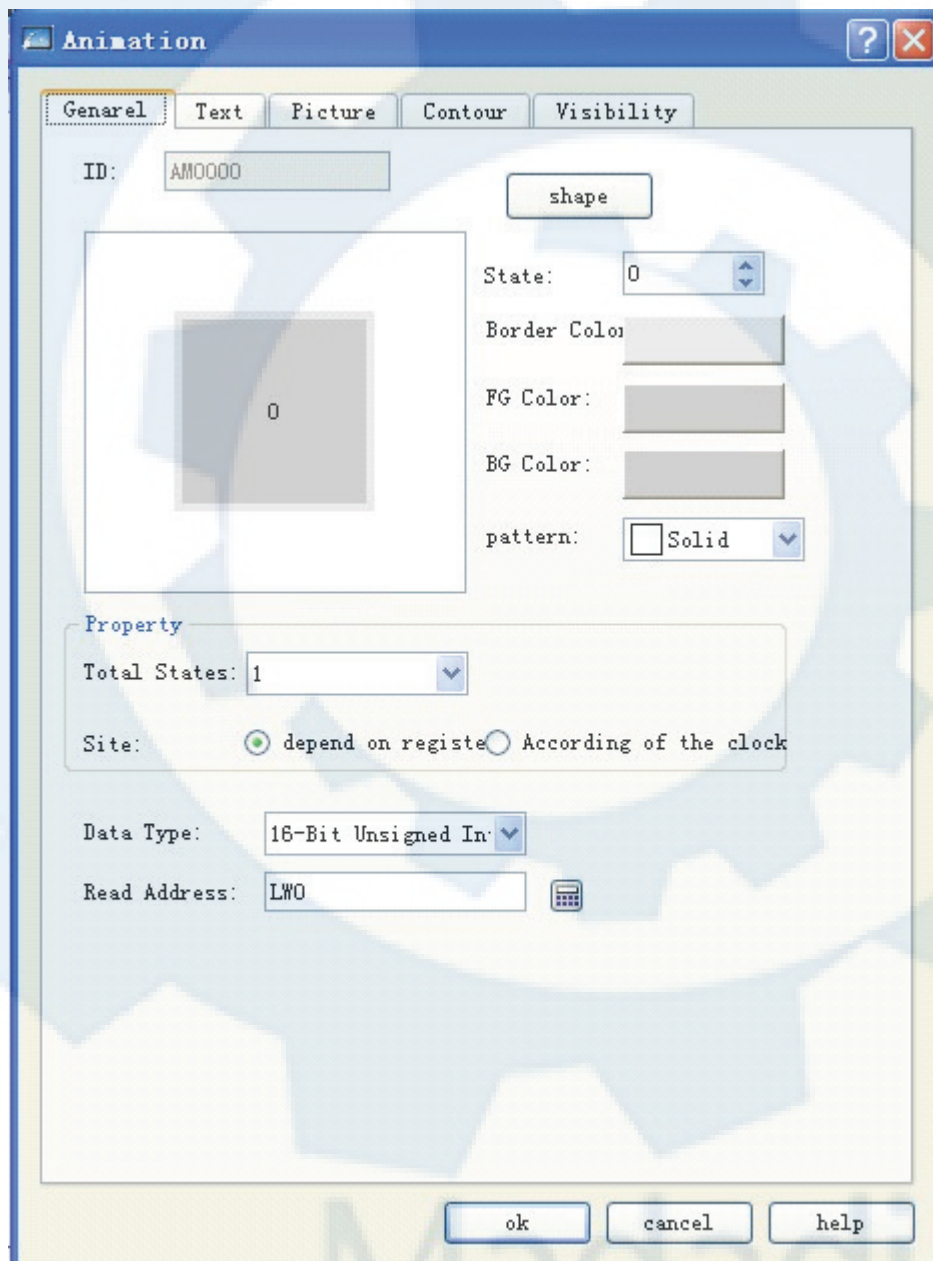 Animation
Genarel Text Picture Contour Visibility
ID: AM0000
shape
State: 0
Border Color
FG Color:
0
BG Color:
pattern: Solid
Property
Total States: 1
Site: depend on registe According of the clock
Data Type: 16-Bit Unsigned In
Read Address: LW0
ok cancel help